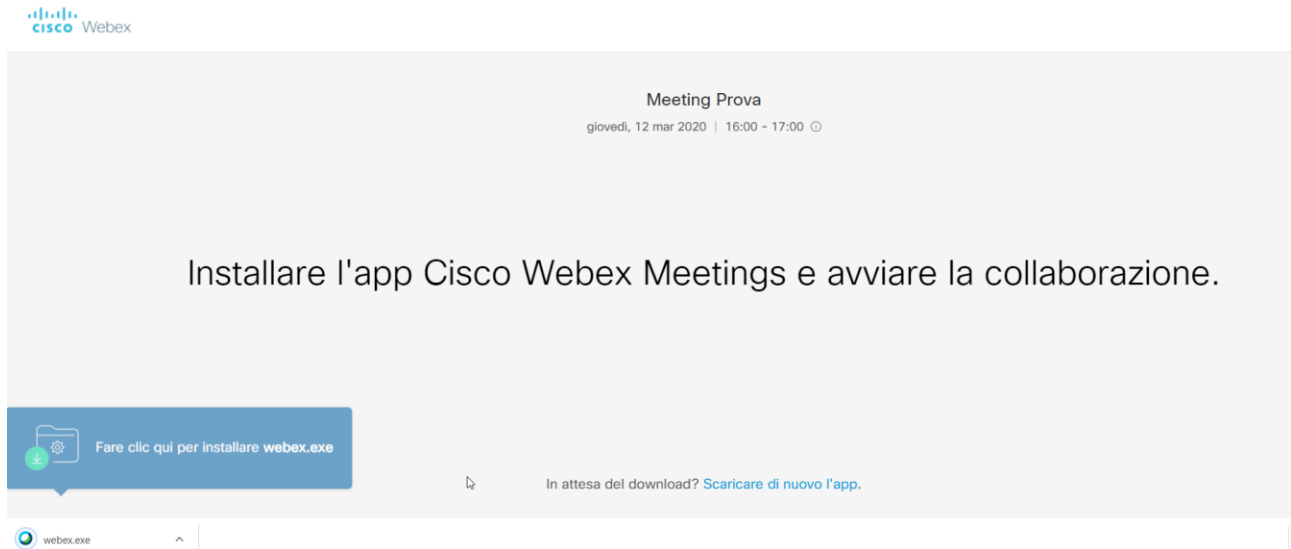 CISCO Webex
Meeting Prova
giovedì, 12 mar 2020 | 16:00 - 17:00
Installare l'app Cisco Webex Meetings e avviare la collaborazione.
Fare clic qui per installare webex.exe
In attesa del download? Scaricare di nuovo l'app.
webex.exe